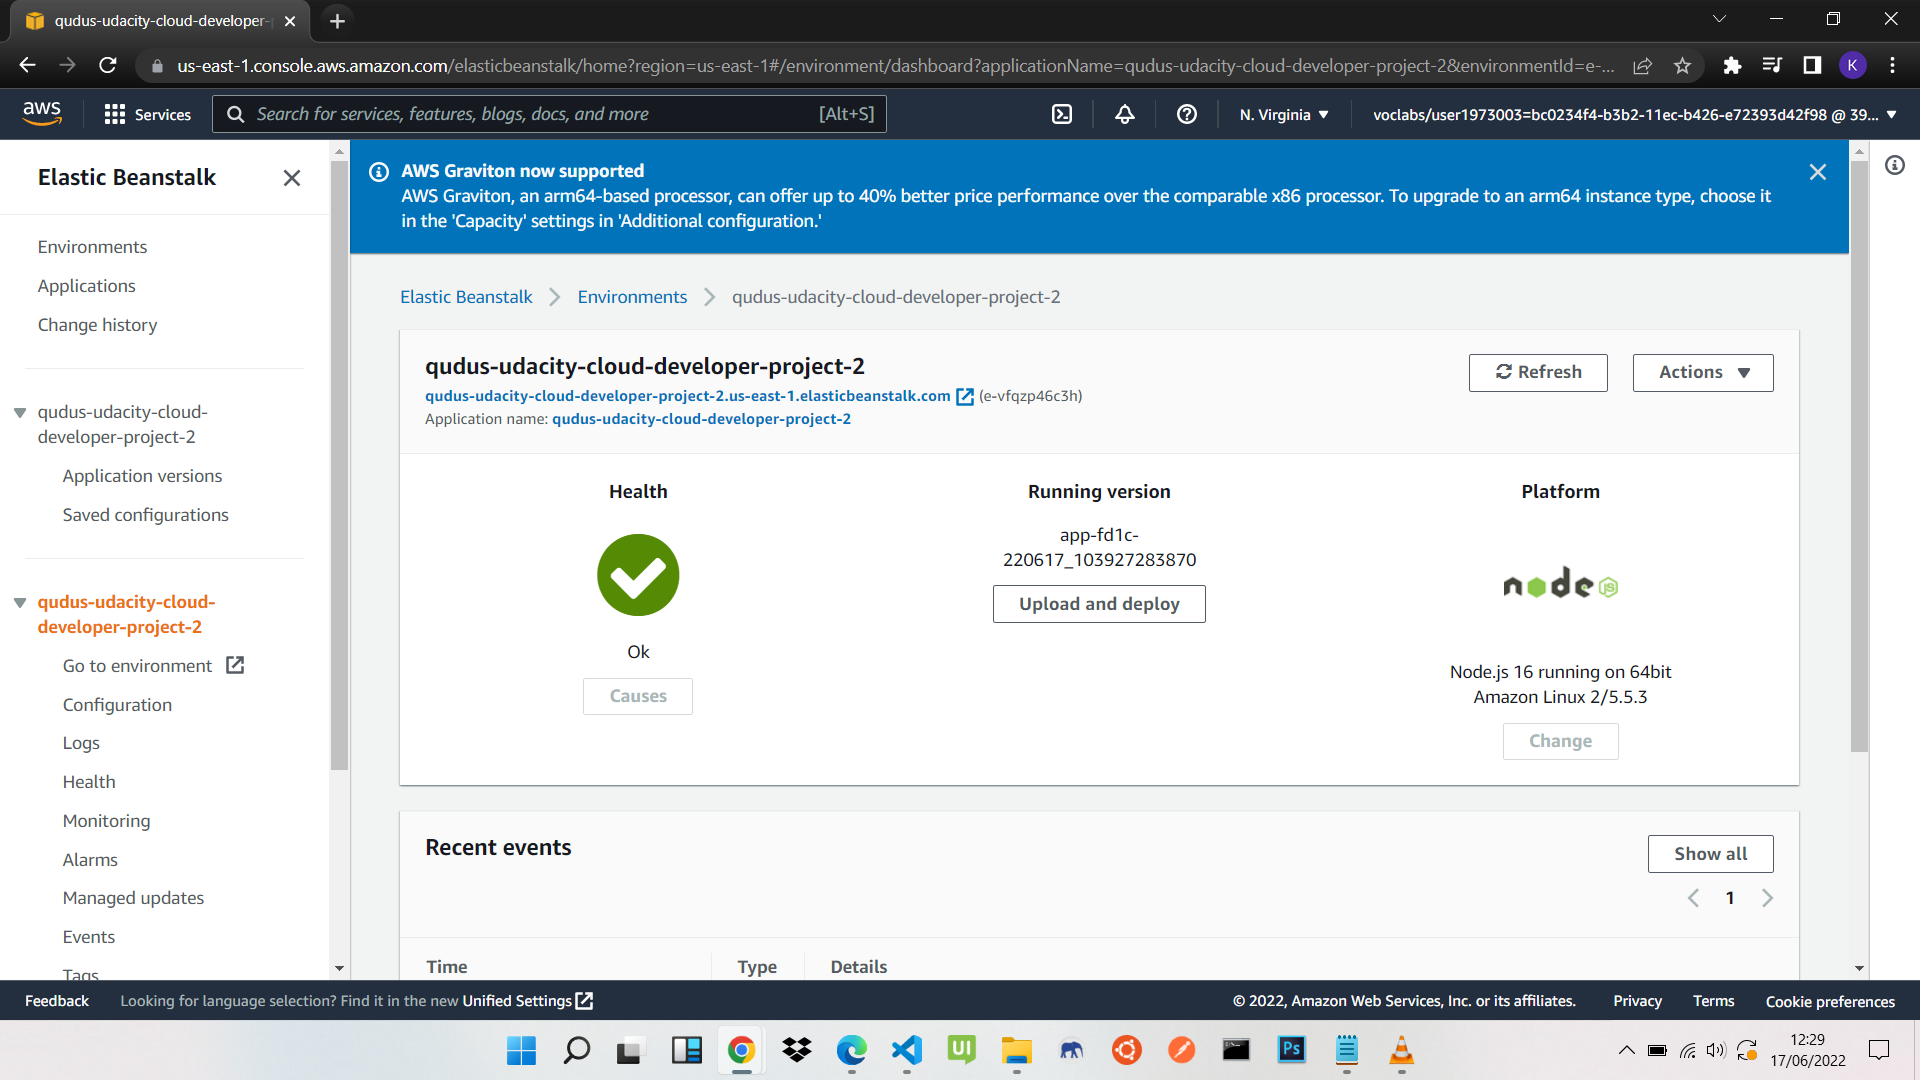 qudus-udacity-cloud-developer-
us-east-1.console.aws.amazon.com/elasticbeanstalk/home?region=us-east-1#/environment/dashboard?applicationName=qudus-udacity-cloud-developer-project-2&environmentId=e-...
K
aws
Services
Search for services, features, blogs, docs, and more
[Alt+S]
N. Virginia
voclabs/user1973003=bc0234f4-b3b2-11ec-b426-e72393d42f98 @ 39...
Elastic Beanstalk
Environments
Applications
Change history
qudus-udacity-cloud-
developer-project-2
Application versions
Saved configurations
qudus-udacity-cloud-
developer-project-2
Go to environment
Configuration
Logs
Health
Monitoring
Alarms
Managed updates
Events
Tags
AWS Graviton now supported
AWS Graviton, an arm64-based processor, can offer up to 40% better price performance over the comparable x86 processor. To upgrade to an arm64 instance type, choose it
in the 'Capacity' settings in 'Additional configuration.'
Elastic Beanstalk
Environments
qudus-udacity-cloud-developer-project-2
qudus-udacity-cloud-developer-project-2
qudus-udacity-cloud-developer-project-2.us-east-1.elasticbeanstalk.com (e-vfqzp46c3h)
Application name: qudus-udacity-cloud-developer-project-2
Refresh
Actions
Health
Ok
Causes
Running version
app-fd1c-
220617_103927283870
Upload and deploy
Platform
node
JS
Node.js 16 running on 64bit
Amazon Linux 2/5.5.3
Change
Recent events
Show all
1
Time
Type
Details
Feedback
Looking for language selection? Find it in the new Unified Settings
© 2022, Amazon Web Services, Inc. or its affiliates.
Privacy
Terms
Cookie preferences
UI
Ps
12:29
17/06/2022